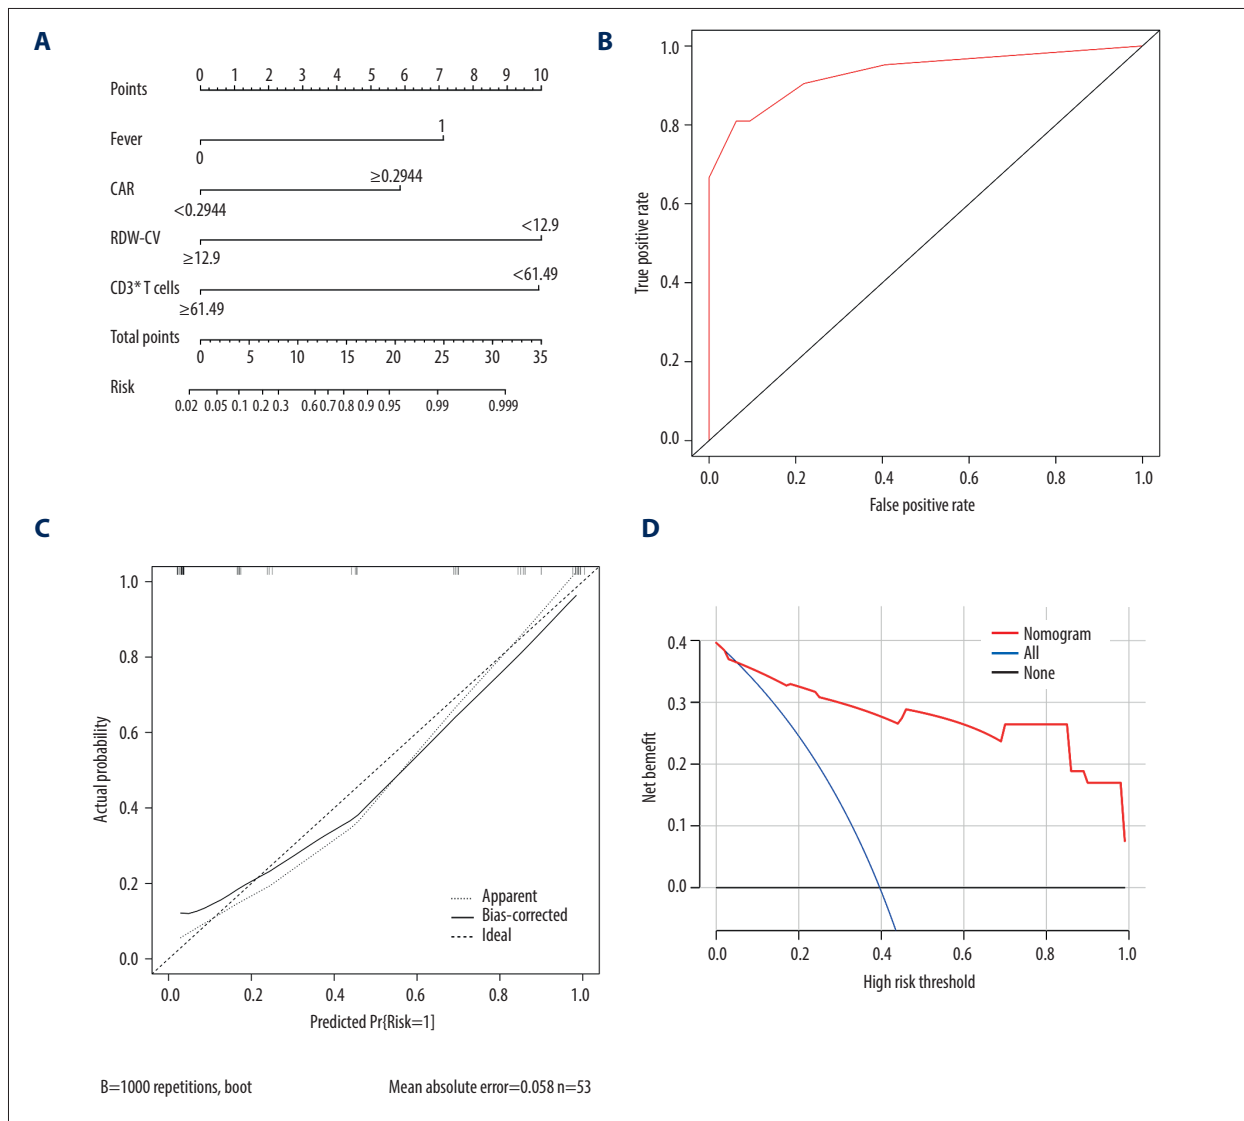 A
Points
0 1 2 3 4 5 6 7 8 9 10
Fever
1
0
CAR
≥0.2944
<0.2944
RDW-CV
<12.9
≥12.9
CD3* T cells
<61.49
≥61.49
Total points
0 5 10 15 20 25 30 35
Risk
0.02 0.05 0.1 0.2 0.3 0.6 0.7 0.8 0.9 0.95 0.99 0.999
B
True positive rate
1.0
0.8
0.6
0.4
0.2
0.0
0.0 0.2 0.4 0.6 0.8 1.0
False positive rate
C
Actual probability
1.0
0.8
0.6
0.4
0.2
0.0
Apparent
Bias-corrected
Ideal
0.0 0.2 0.4 0.6 0.8 1.0
Predicted Pr{Risk=1]
B=1000 repetitions, boot
Mean absolute error=0.058 n=53
D
Net bemefit
0.4
0.3
0.2
0.1
0.0
Nomogram
All
None
0.0 0.2 0.4 0.6 0.8 1.0
High risk threshold